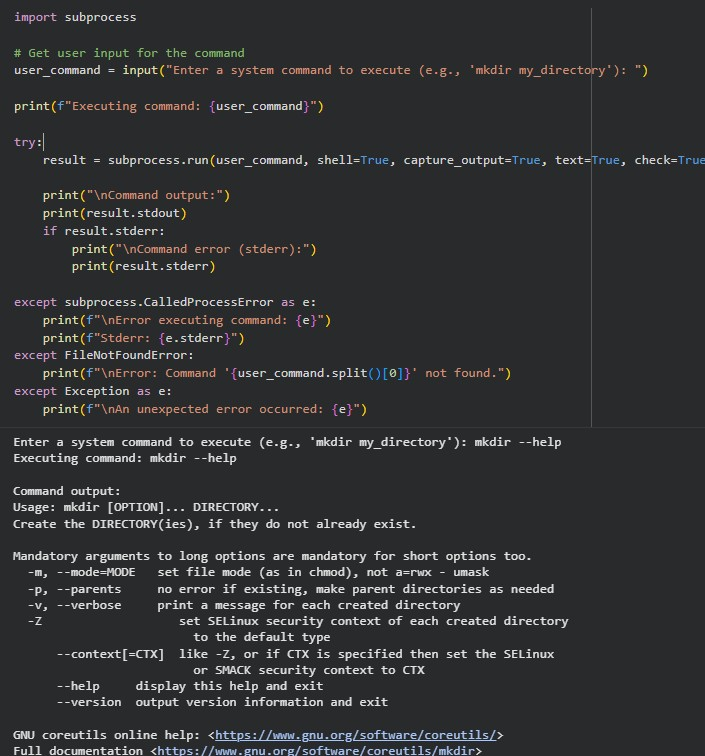 import subprocess
# Get user input for the command
user_command = input("Enter a system command to execute (e.g., 'mkdir my_directory'): ")
print(f"Executing command: {user_command}")
try:
    result = subprocess.run(user_command, shell=True, capture_output=True, text=True, check=True
    print("\nCommand output:")
    print(result.stdout)
    if result.stderr:
        print("\nCommand error (stderr):")
        print(result.stderr)
except subprocess.CalledProcessError as e:
    print(f"\nError executing command: {e}")
    print(f"Stderr: {e.stderr}")
except FileNotFoundError:
    print(f"\nError: Command '{user_command.split()[0]}' not found.")
except Exception as e:
    print(f"\nAn unexpected error occurred: {e}")
Enter a system command to execute (e.g., 'mkdir my_directory'): mkdir --help
Executing command: mkdir --help
Command output:
Usage: mkdir [OPTION]... DIRECTORY...
Create the DIRECTORY(ies), if they do not already exist.
Mandatory arguments to long options are mandatory for short options too.
  -m, --mode=MODE   set file mode (as in chmod), not a=rwx - umask
  -p, --parents     no error if existing, make parent directories as needed
  -v, --verbose     print a message for each created directory
  -Z                   set SELinux security context of each created directory
                         to the default type
      --context[=CTX]  like -Z, or if CTX is specified then set the SELinux
                         or SMACK security context to CTX
      --help     display this help and exit
      --version  output version information and exit
GNU coreutils online help: <https://www.gnu.org/software/coreutils/>
Full documentation <https://www.gnu.org/software/coreutils/mkdir>